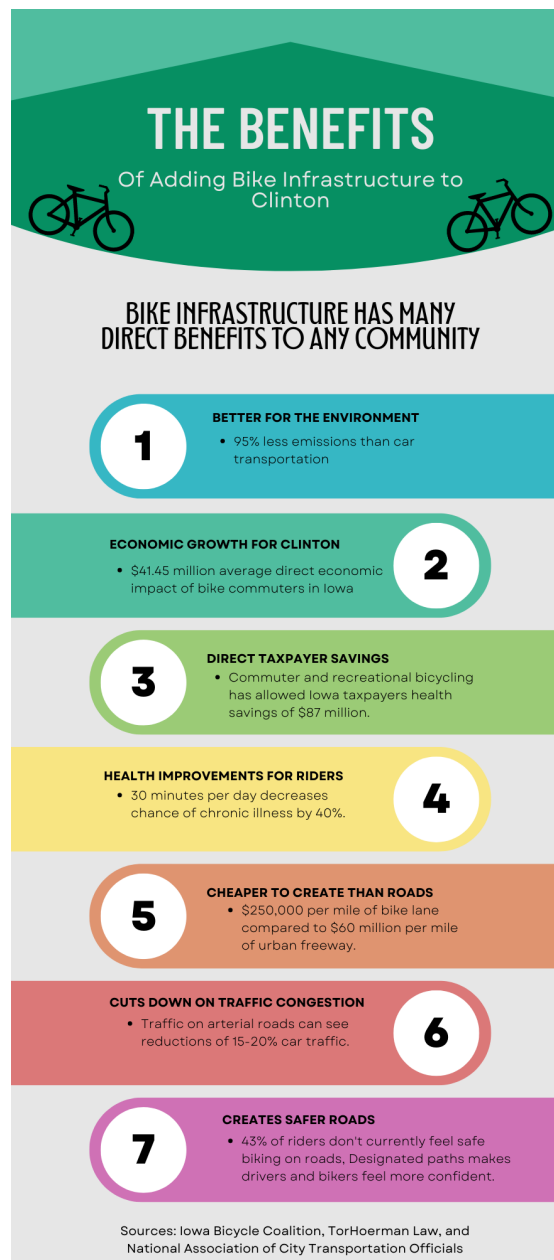 THE BENEFITS
Of Adding Bike Infrastructure to
Clinton
BIKE INFRASTRUCTURE HAS MANY
DIRECT BENEFITS TO ANY COMMUNITY
1
BETTER FOR THE ENVIRONMENT
• 95% less emissions than car
transportation
ECONOMIC GROWTH FOR CLINTON
• $41.45 million average direct economic
impact of bike commuters in Iowa
2
3
DIRECT TAXPAYER SAVINGS
• Commuter and recreational bicycling
has allowed Iowa taxpayers health
savings of $87 million.
HEALTH IMPROVEMENTS FOR RIDERS
• 30 minutes per day decreases
chance of chronic illness by 40%.
4
5
CHEAPER TO CREATE THAN ROADS
• $250,000 per mile of bike lane
compared to $60 million per mile
of urban freeway.
CUTS DOWN ON TRAFFIC CONGESTION
• Traffic on arterial roads can see
reductions of 15-20% car traffic.
6
7
CREATES SAFER ROADS
• 43% of riders don't currently feel safe
biking on roads, Designated paths makes
drivers and bikers feel more confident.
Sources: Iowa Bicycle Coalition, TorHoerman Law, and
National Association of City Transportation Officials